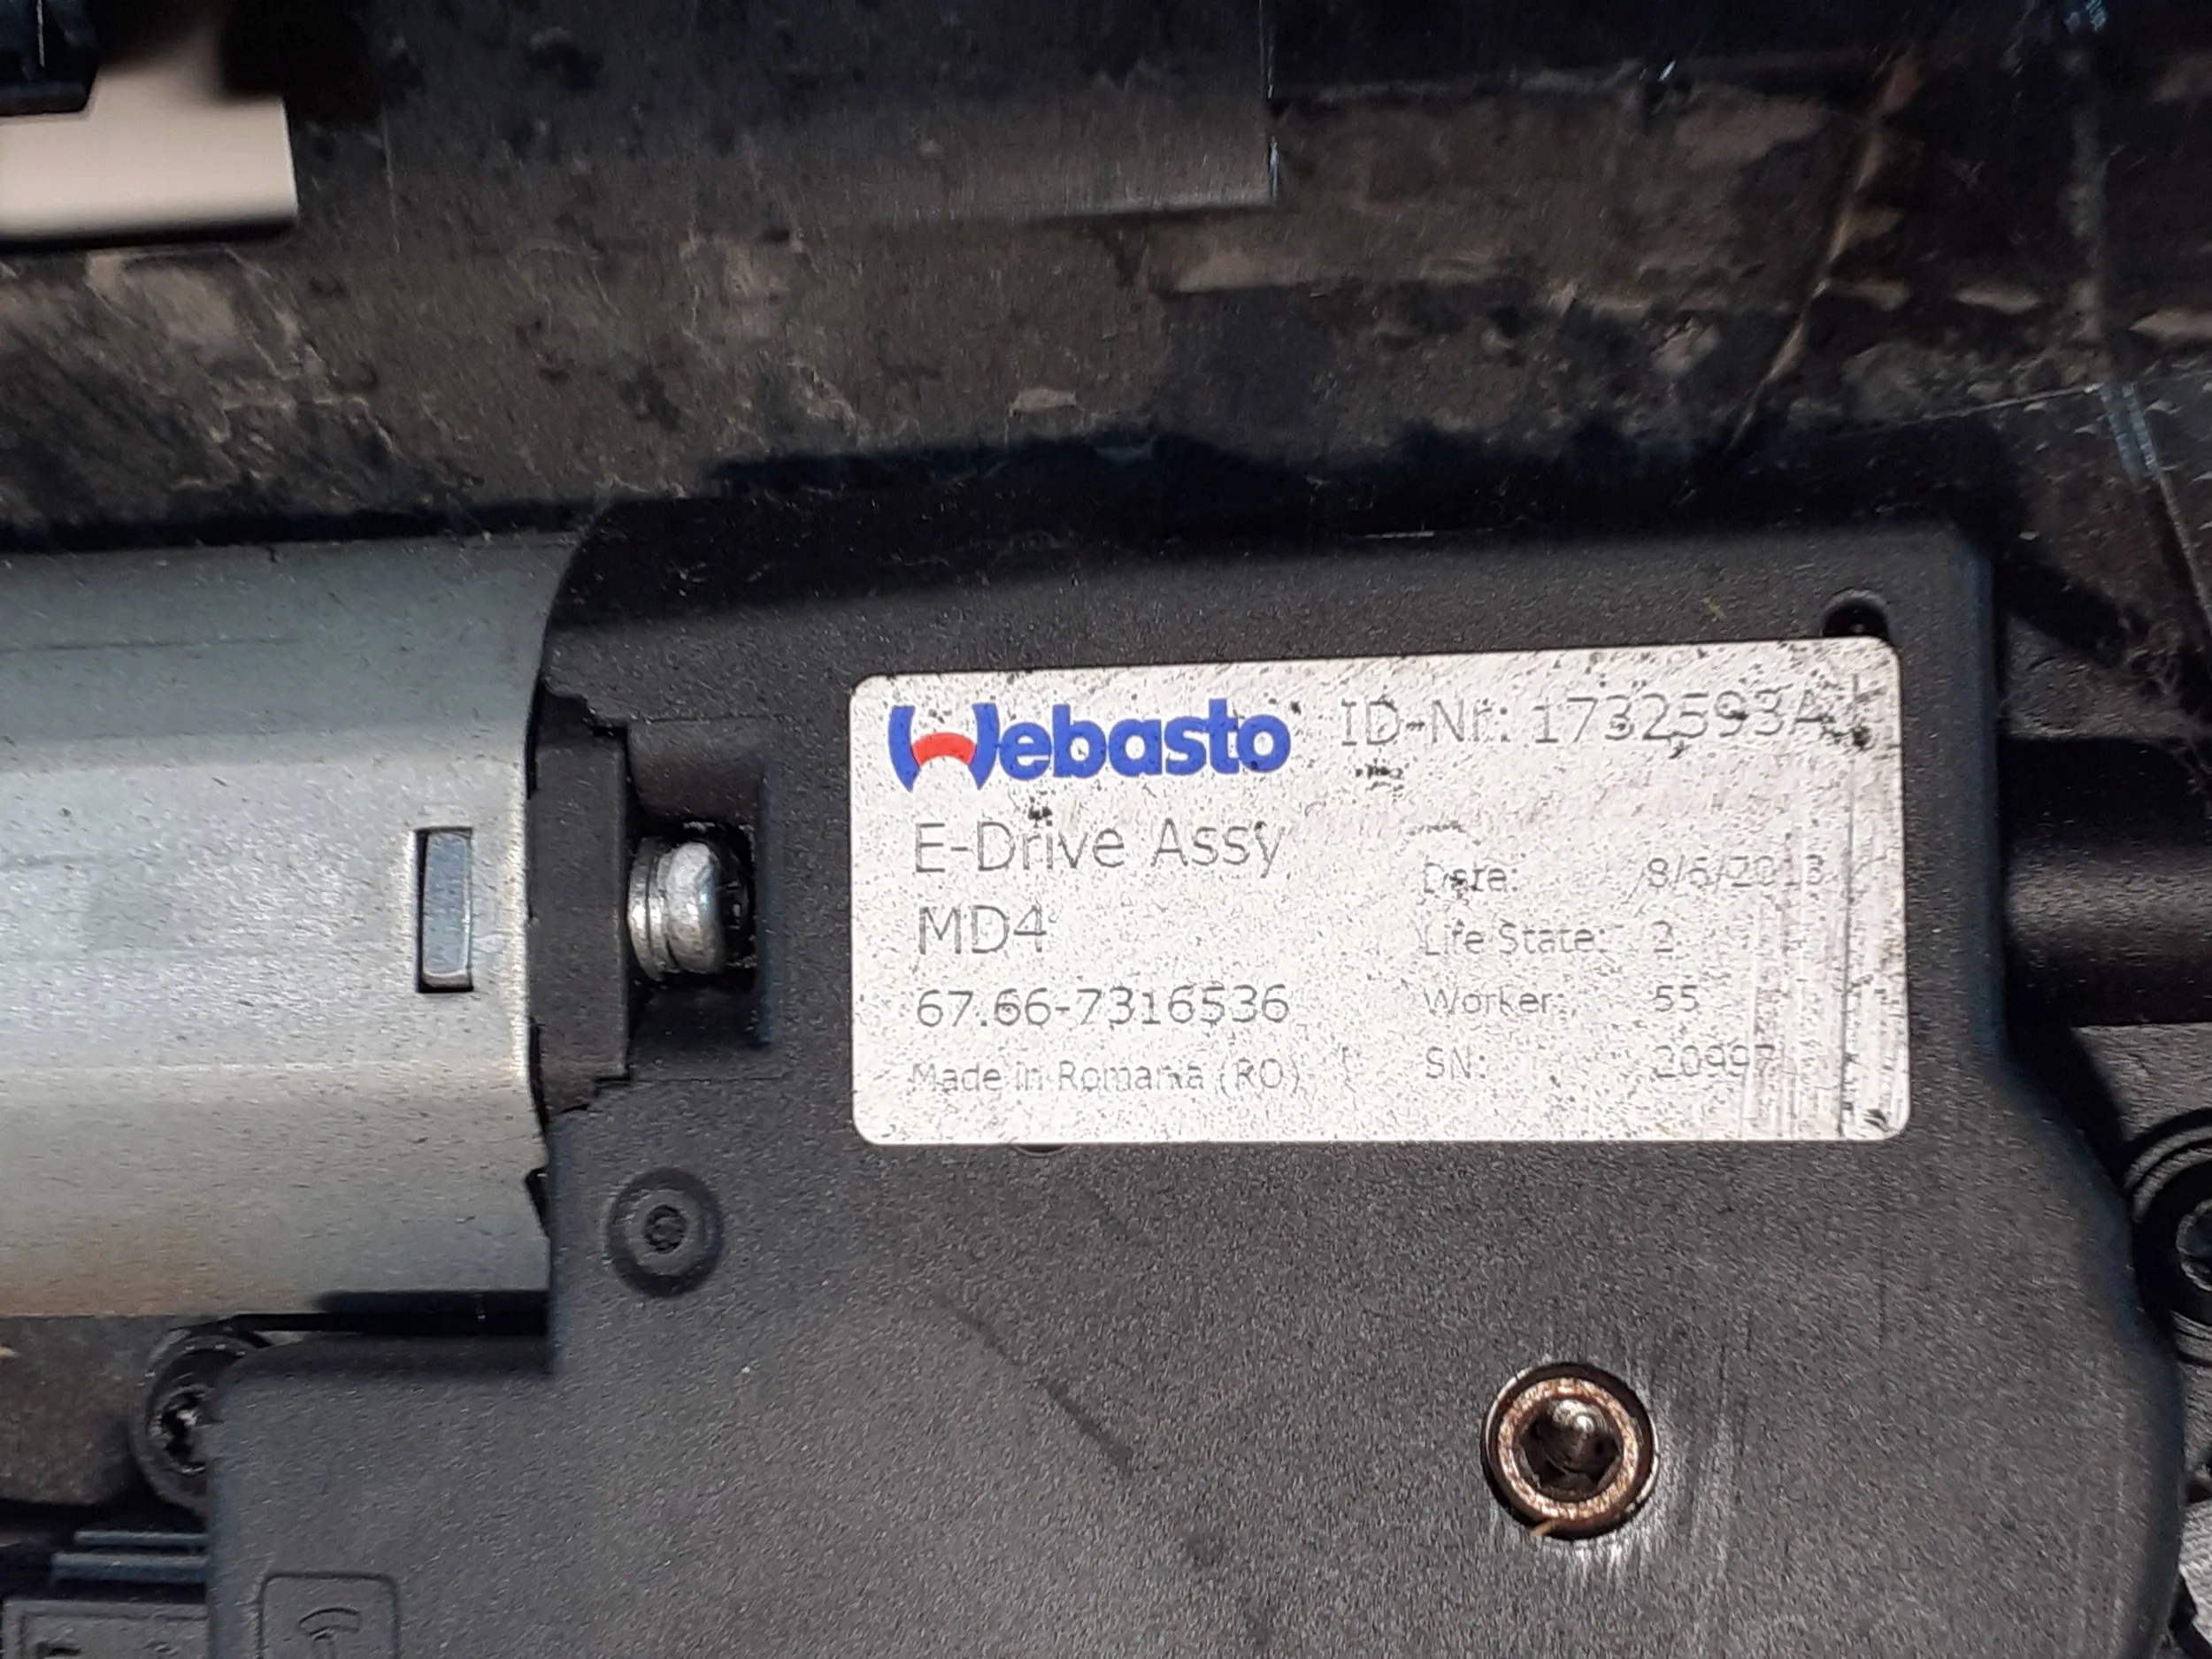 Webasto ID-Nr.: 1732593A
E-Drive Assy
MD4
67.66-7316536
Made in Romania (RO)
Date: 8/6/2013
Life State: 2
Worker: 55
SN: 20997